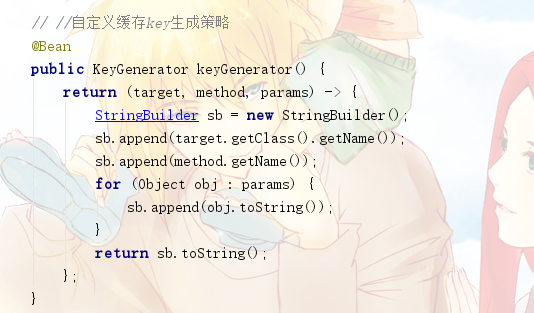 // //自定义缓存key生成策略
@Bean
public KeyGenerator keyGenerator() {
    return (target, method, params) -> {
        StringBuilder sb = new StringBuilder();
        sb.append(target.getClass().getName());
        sb.append(method.getName());
        for (Object obj : params) {
            sb.append(obj.toString());
        }
        return sb.toString();
    };
}